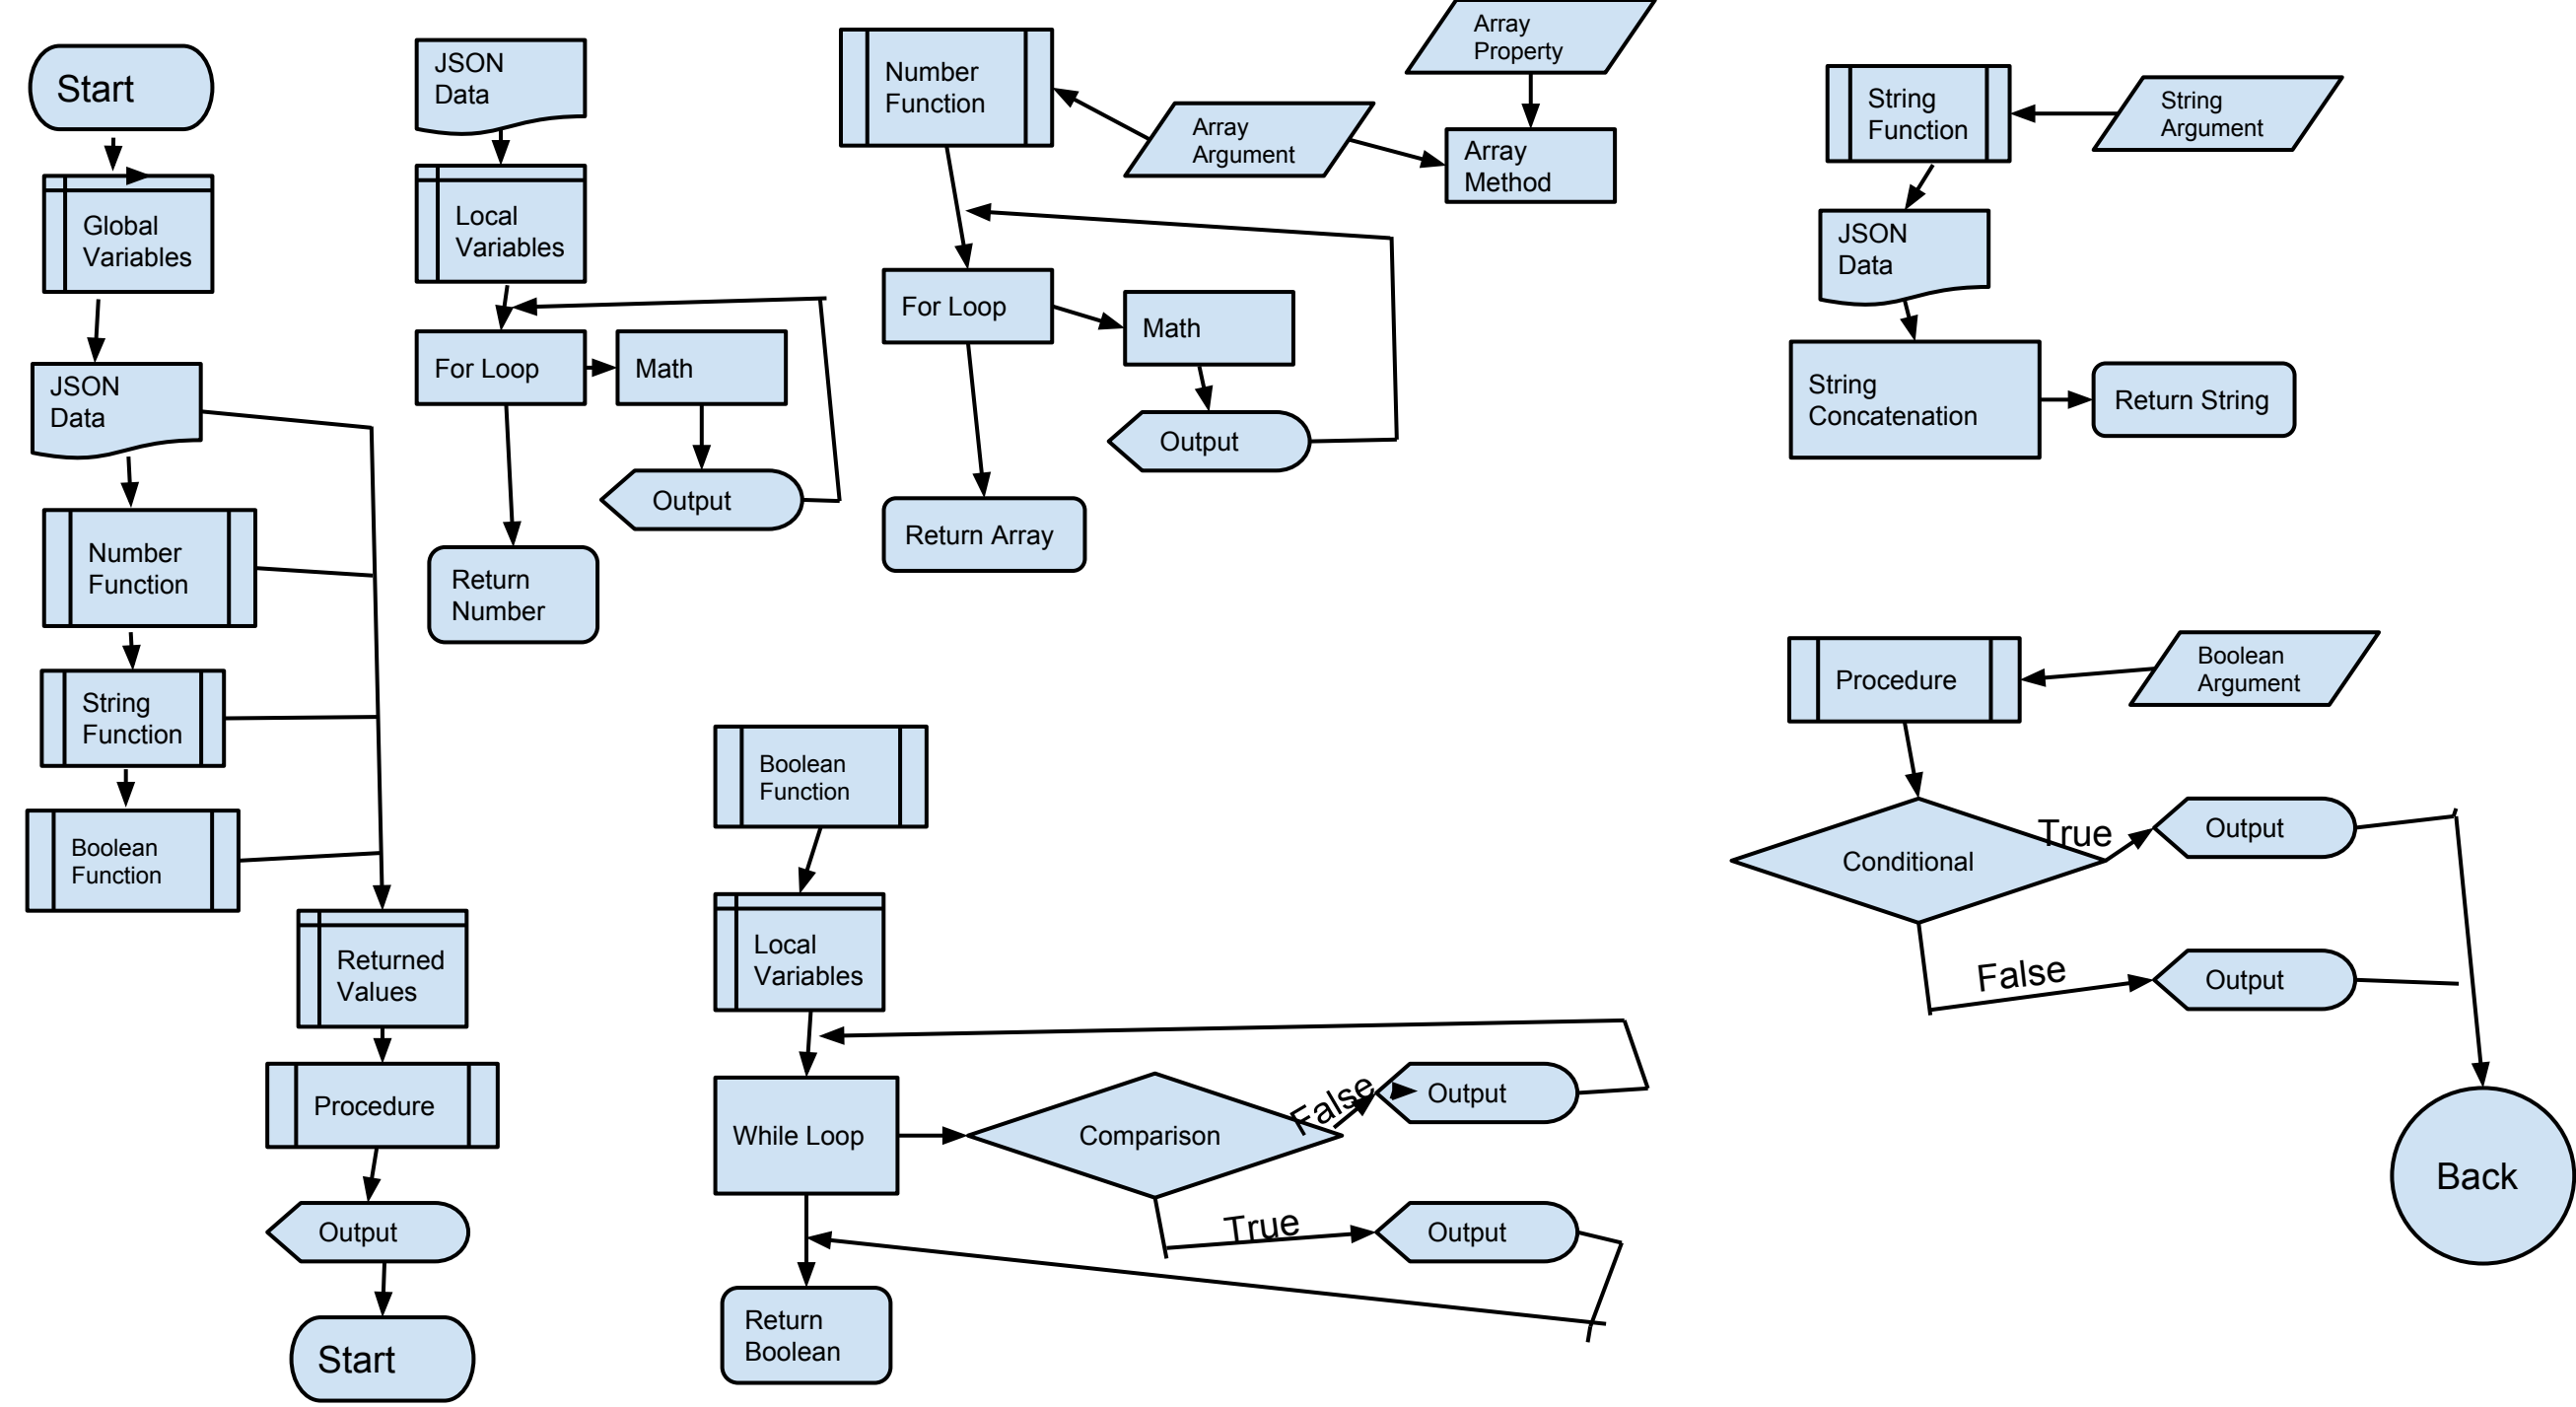 Start
Global
Variables
JSON
Data
Number
Function
String
Function
Boolean
Function
Returned
Values
Procedure
Output
Start
JSON
Data
Local
Variables
For Loop
Math
Output
Return
Number
Number
Function
Array
Argument
Array
Property
Array
Method
For Loop
Math
Output
Return Array
String
Function
String
Argument
JSON
Data
String
Concatenation
Return String
Boolean
Function
Local
Variables
While Loop
Comparison
False
Output
True
Output
Return
Boolean
Procedure
Boolean
Argument
Conditional
True
Output
False
Output
Back